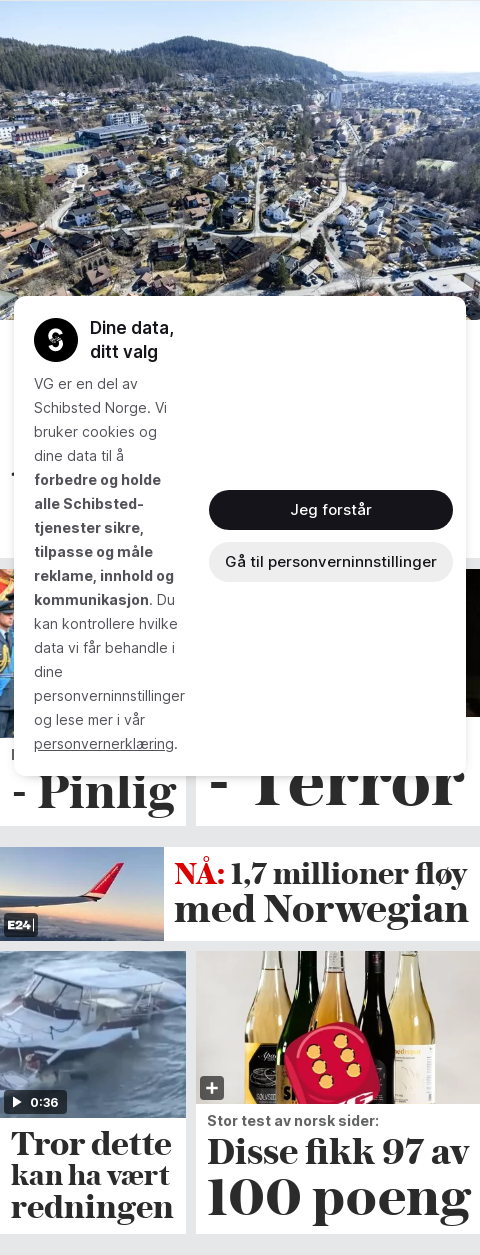 Dine data,
ditt valg
VG er en del av
Schibsted Norge. Vi
bruker cookies og
dine data til å
forbedre og holde
alle Schibsted-
tjenester sikre,
tilpasse og måle
reklame, innhold og
kommunikasjon. Du
kan kontrollere hvilke
data vi får behandle i
dine
personverninnstillinger
og lese mer i vår
personvernerklæring.
Jeg forstår
Gå til personverninnstillinger
- Pinlig
- Terror
E24
NÅ: 1,7 millioner fløy
med Norwegian
0:36
Tror dette
kan ha vært
redningen
Stor test av norsk sider:
Disse fikk 97 av
100 poeng